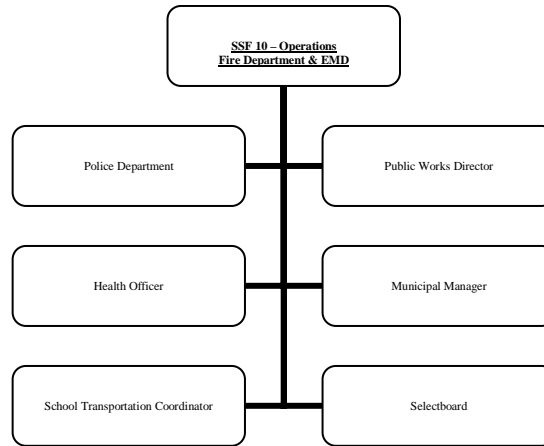 SSF 10 – Operations
Fire Department & EMD
Police Department
Public Works Director
Health Officer
Municipal Manager
School Transportation Coordinator
Selectboard